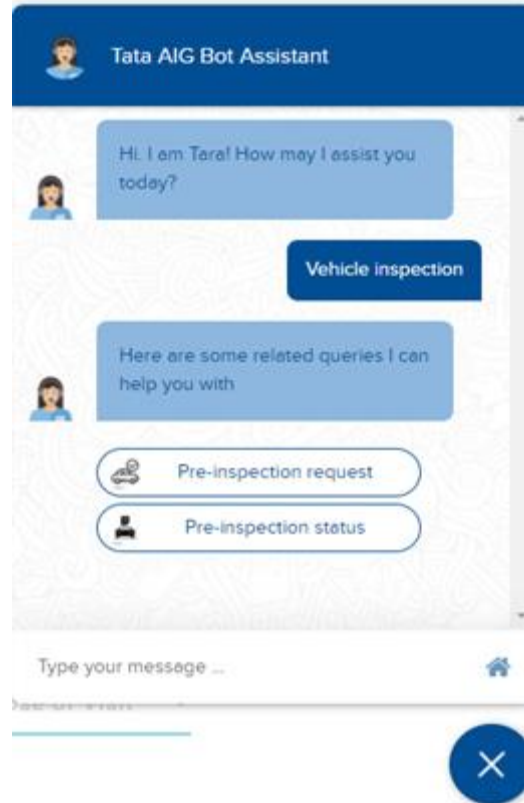 Tata AIG Bot Assistant
Hi. I am Tara! How may I assist you
today?
Vehicle inspection
Here are some related queries I can
help you with
Pre-inspection request
Pre-inspection status
Type your message ...